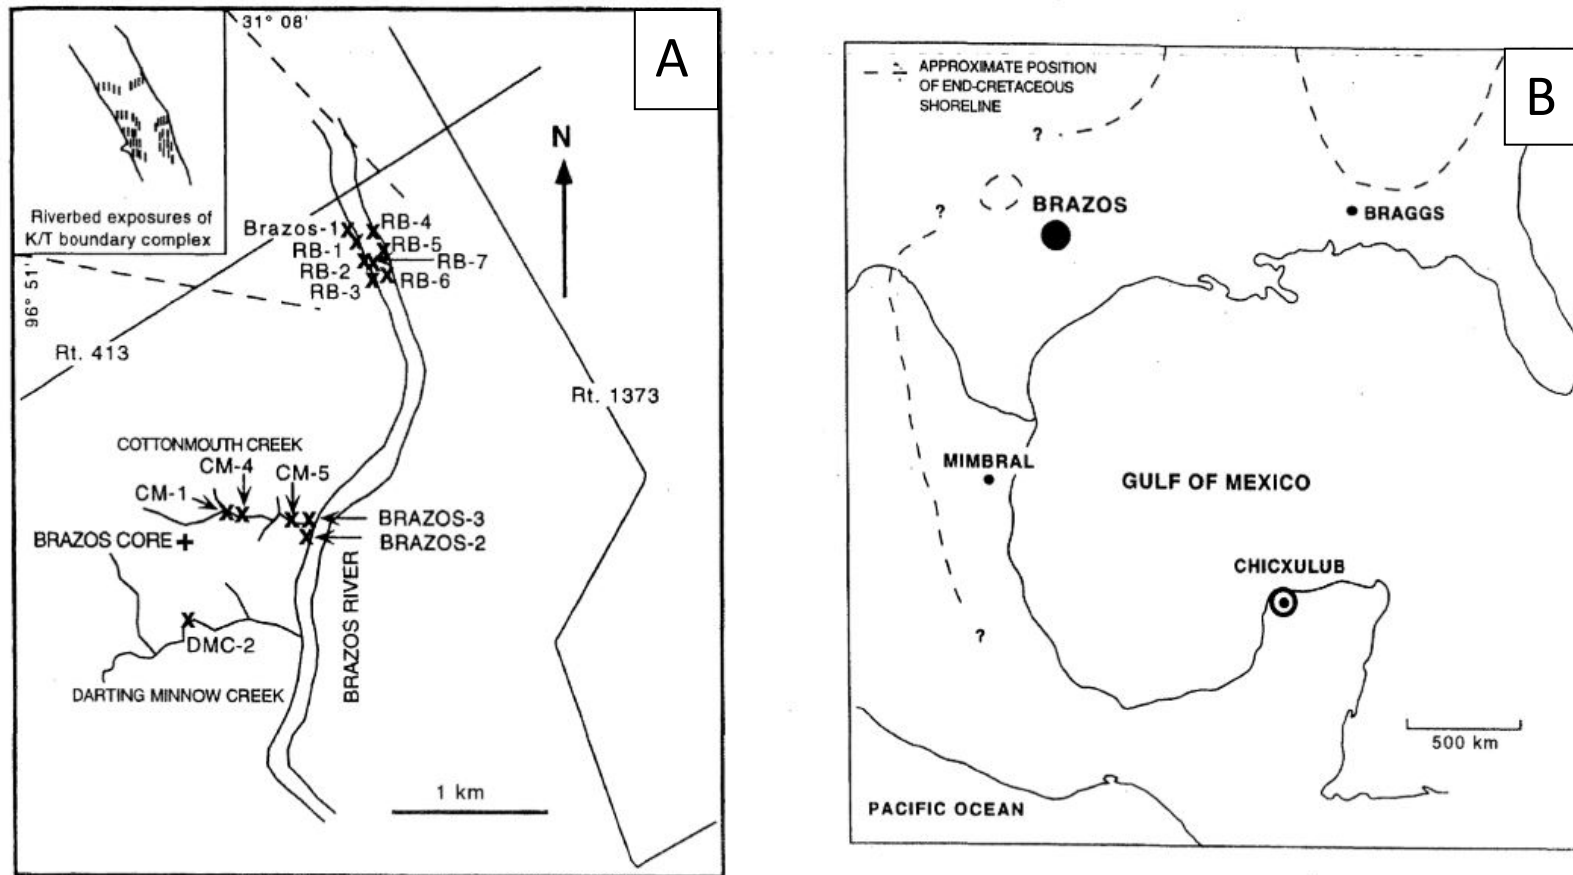 31° 08'
A
Riverbed exposures of
K/T boundary complex
96° 51'
N
Brazos-1
RB-4
RB-1
RB-5
RB-2
RB-7
RB-3
RB-6
Rt. 413
Rt. 1373
COTTONMOUTH CREEK
CM-4
CM-5
CM-1
BRAZOS-3
BRAZOS CORE
BRAZOS-2
BRAZOS RIVER
DMC-2
DARTING MINNOW CREEK
1 km
APPROXIMATE POSITION
OF END-CRETACEOUS
SHORELINE
B
?
?
BRAZOS
BRAGGS
MIMBRAL
GULF OF MEXICO
CHICXULUB
?
500 km
PACIFIC OCEAN